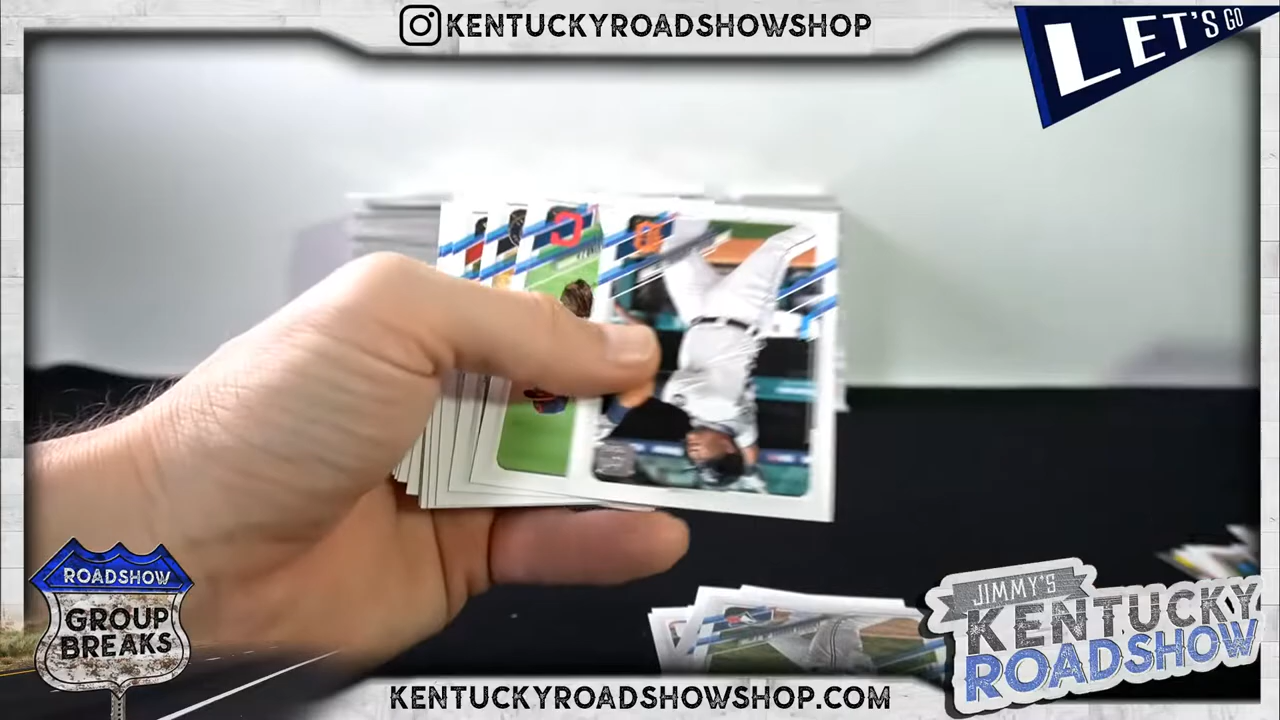 KENTUCKYROADSHOWSHOP
LET'S GO
ROADSHOW
GROUP
BREAKS
JIMMY'S
KENTUCKY
ROADSHOW
KENTUCKYROADSHOWSHOP.COM